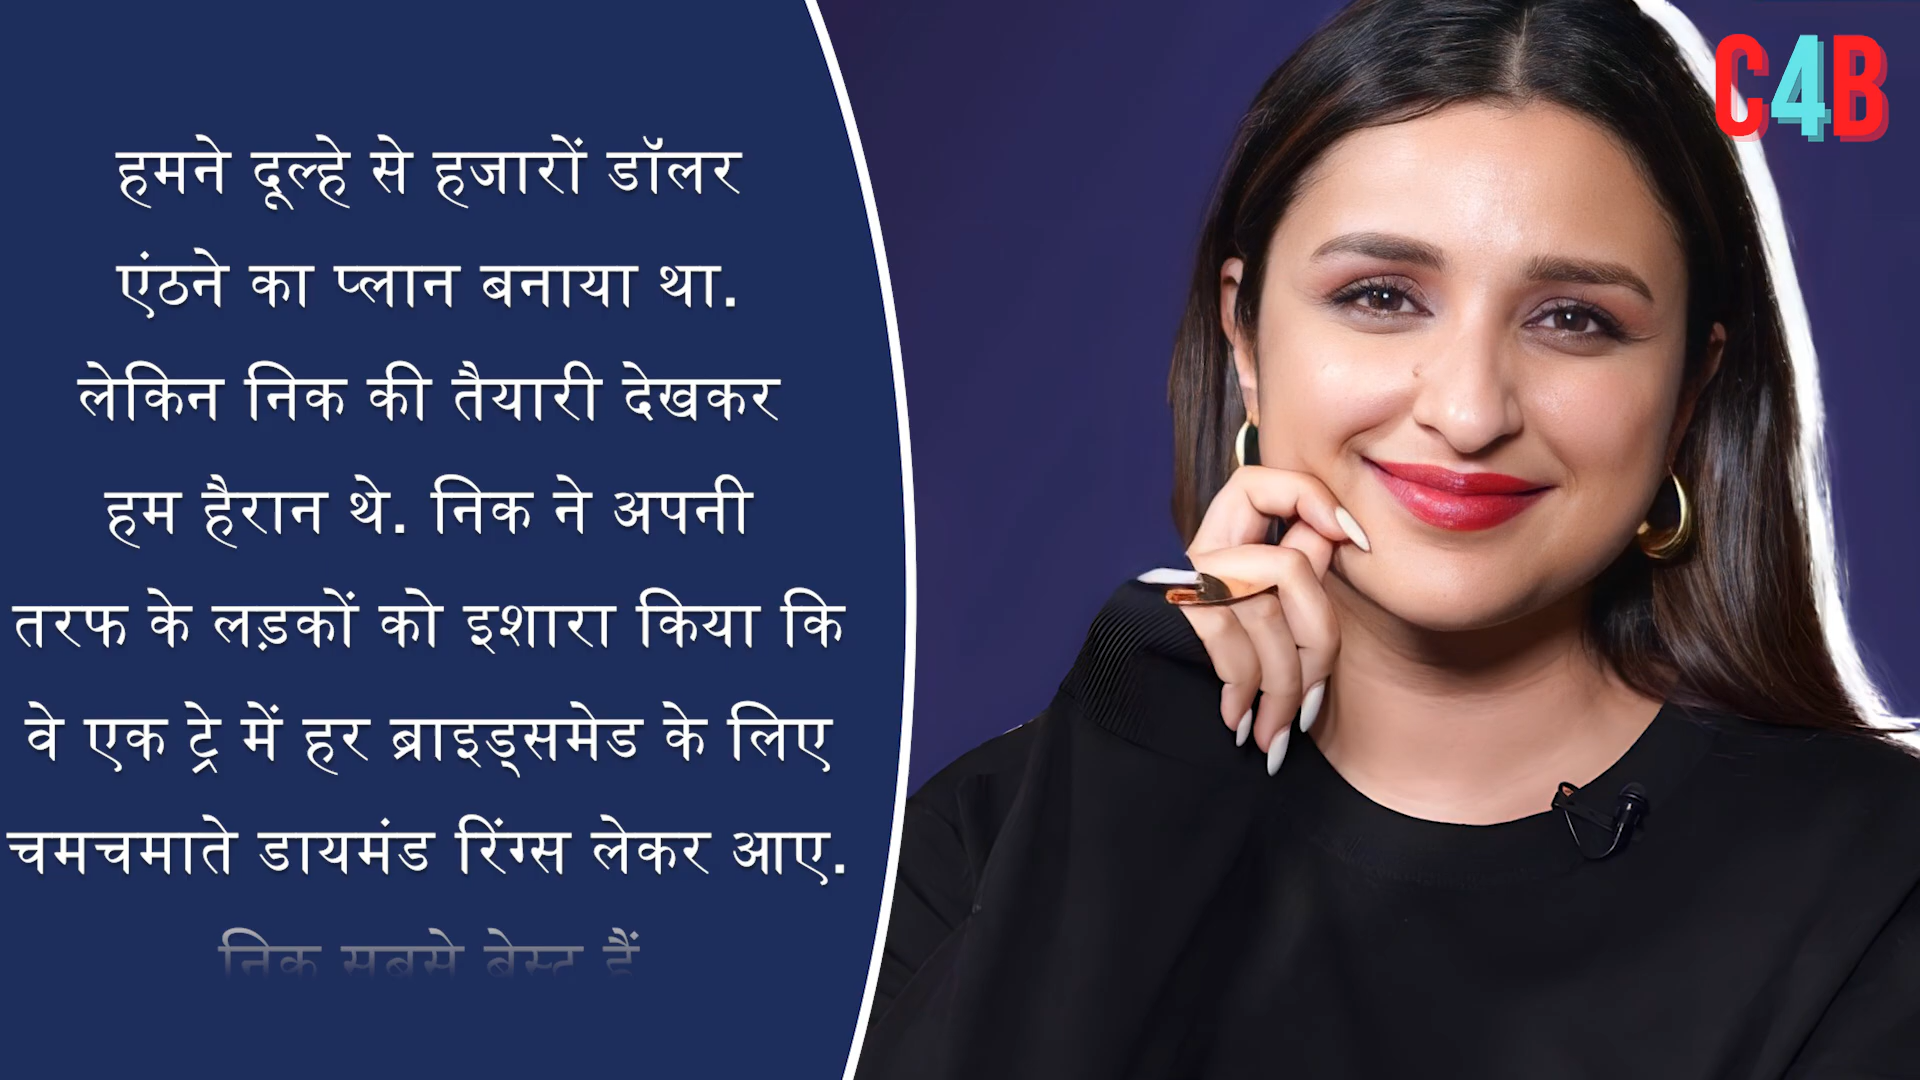 हमने दूल्हे से हजारों डॉलर
एंठने का प्लान बनाया था.
लेकिन निक की तैयारी देखकर
हम हैरान थे. निक ने अपनी
तरफ के लड़कों को इशारा किया कि
वे एक ट्रे में हर ब्राइड्समेड के लिए
चमचमाते डायमंड रिंग्स लेकर आए.
निक सबसे बेस्ट हैं
C4B